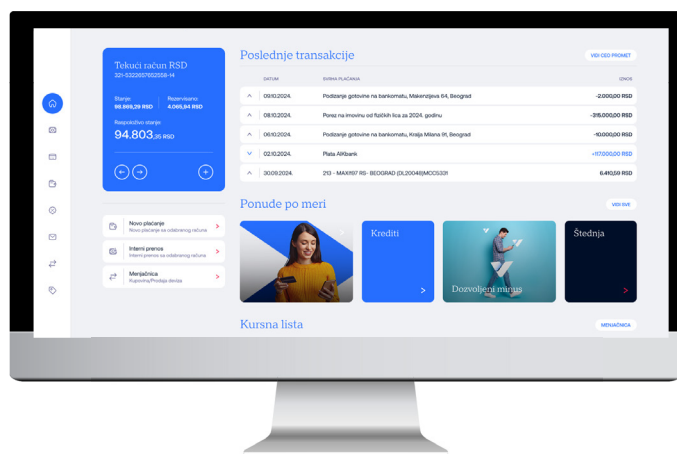 Tekući račun RSD
321-5322657652558-14
Stanje:
98.869,29 RSD
Rezervisano:
4.065,94 RSD
Raspoloživo stanje
94.803,35 RSD
Novo plaćanje
Novo plaćanje sa odabranog računa
Interni prenos
Interni prenos sa odabranog računa
Menjačnica
Kupovina/Prodaja deviza
Poslednje transakcije
VIDI CEO PROMET
DATUM SVRHA PLAĆANJA IZNOS
09.10.2024. Podizanje gotovine na bankomatu, Makenzijeva 64, Beograd -2.000,00 RSD
08.10.2024. Porez na imovinu od fizičkih lica za 2024. godinu -315.000,00 RSD
06.10.2024. Podizanje gotovine na bankomatu, Kralja Milana 91, Beograd -10.000,00 RSD
02.10.2024. Plata AIKbank +117.000,00 RSD
30.09.2024. 213 - MAXI197 RS- BEOGRAD (DL20046)MCC5331 6.410,59 RSD
Ponude po meri
VIDI SVE
Krediti
Dozvoljeni minus
Štednja
Kursna lista
MENJAČNICA